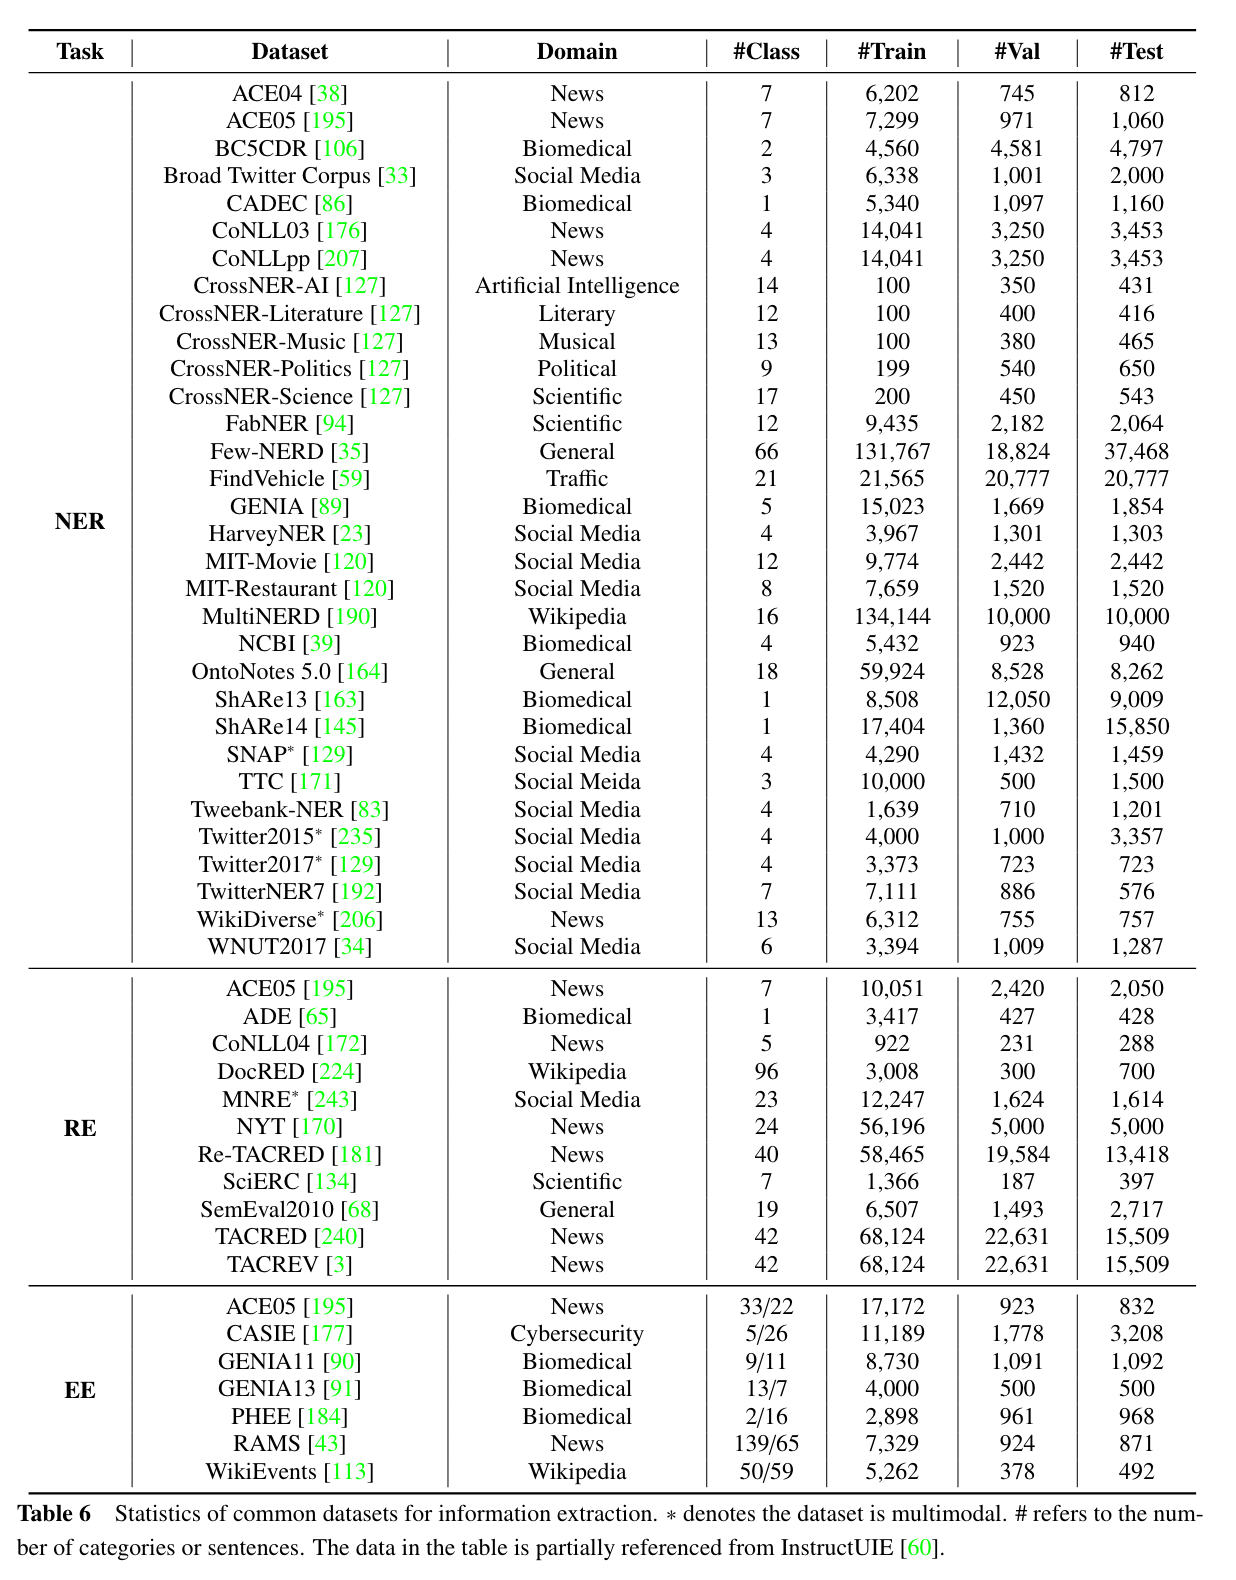 Task Dataset Domain #Class #Train #Val #Test
ACE04 [38] News 7 6,202 745 812
ACE05 [195] News 7 7,299 971 1,060
BC5CDR [106] Biomedical 2 4,560 4,581 4,797
Broad Twitter Corpus [33] Social Media 3 6,338 1,001 2,000
CADEC [86] Biomedical 1 5,340 1,097 1,160
CoNLL03 [176] News 4 14,041 3,250 3,453
CoNLLpp [207] News 4 14,041 3,250 3,453
CrossNER-AI [127] Artificial Intelligence 14 100 350 431
CrossNER-Literature [127] Literary 12 100 400 416
CrossNER-Music [127] Musical 13 100 380 465
CrossNER-Politics [127] Political 9 199 540 650
CrossNER-Science [127] Scientific 17 200 450 543
FabNER [94] Scientific 12 9,435 2,182 2,064
Few-NERD [35] General 66 131,767 18,824 37,468
FindVehicle [59] Traffic 21 21,565 20,777 20,777
GENIA [89] Biomedical 5 15,023 1,669 1,854
NER
HarveyNER [23] Social Media 4 3,967 1,301 1,303
MIT-Movie [120] Social Media 12 9,774 2,442 2,442
MIT-Restaurant [120] Social Media 8 7,659 1,520 1,520
MultiNERD [190] Wikipedia 16 134,144 10,000 10,000
NCBI [39] Biomedical 4 5,432 923 940
OntoNotes 5.0 [164] General 18 59,924 8,528 8,262
ShARe13 [163] Biomedical 1 8,508 12,050 9,009
ShARe14 [145] Biomedical 1 17,404 1,360 15,850
SNAP* [129] Social Media 4 4,290 1,432 1,459
TTC [171] Social Meida 3 10,000 500 1,500
Tweebank-NER [83] Social Media 4 1,639 710 1,201
Twitter2015* [235] Social Media 4 4,000 1,000 3,357
Twitter2017* [129] Social Media 4 3,373 723 723
TwitterNER7 [192] Social Media 7 7,111 886 576
WikiDiverse* [206] News 13 6,312 755 757
WNUT2017 [34] Social Media 6 3,394 1,009 1,287
ACE05 [195] News 7 10,051 2,420 2,050
ADE [65] Biomedical 1 3,417 427 428
CoNLL04 [172] News 5 922 231 288
DocRED [224] Wikipedia 96 3,008 300 700
MNRE* [243] Social Media 23 12,247 1,624 1,614
RE NYT [170] News 24 56,196 5,000 5,000
Re-TACRED [181] News 40 58,465 19,584 13,418
SciERC [134] Scientific 7 1,366 187 397
SemEval2010 [68] General 19 6,507 1,493 2,717
TACRED [240] News 42 68,124 22,631 15,509
TACREV [3] News 42 68,124 22,631 15,509
ACE05 [195] News 33/22 17,172 923 832
CASIE [177] Cybersecurity 5/26 11,189 1,778 3,208
GENIA11 [90] Biomedical 9/11 8,730 1,091 1,092
EE GENIA13 [91] Biomedical 13/7 4,000 500 500
PHEE [184] Biomedical 2/16 2,898 961 968
RAMS [43] News 139/65 7,329 924 871
WikiEvents [113] Wikipedia 50/59 5,262 378 492
Table 6 Statistics of common datasets for information extraction. * denotes the dataset is multimodal. # refers to the num-
ber of categories or sentences. The data in the table is partially referenced from InstructUIE [60].